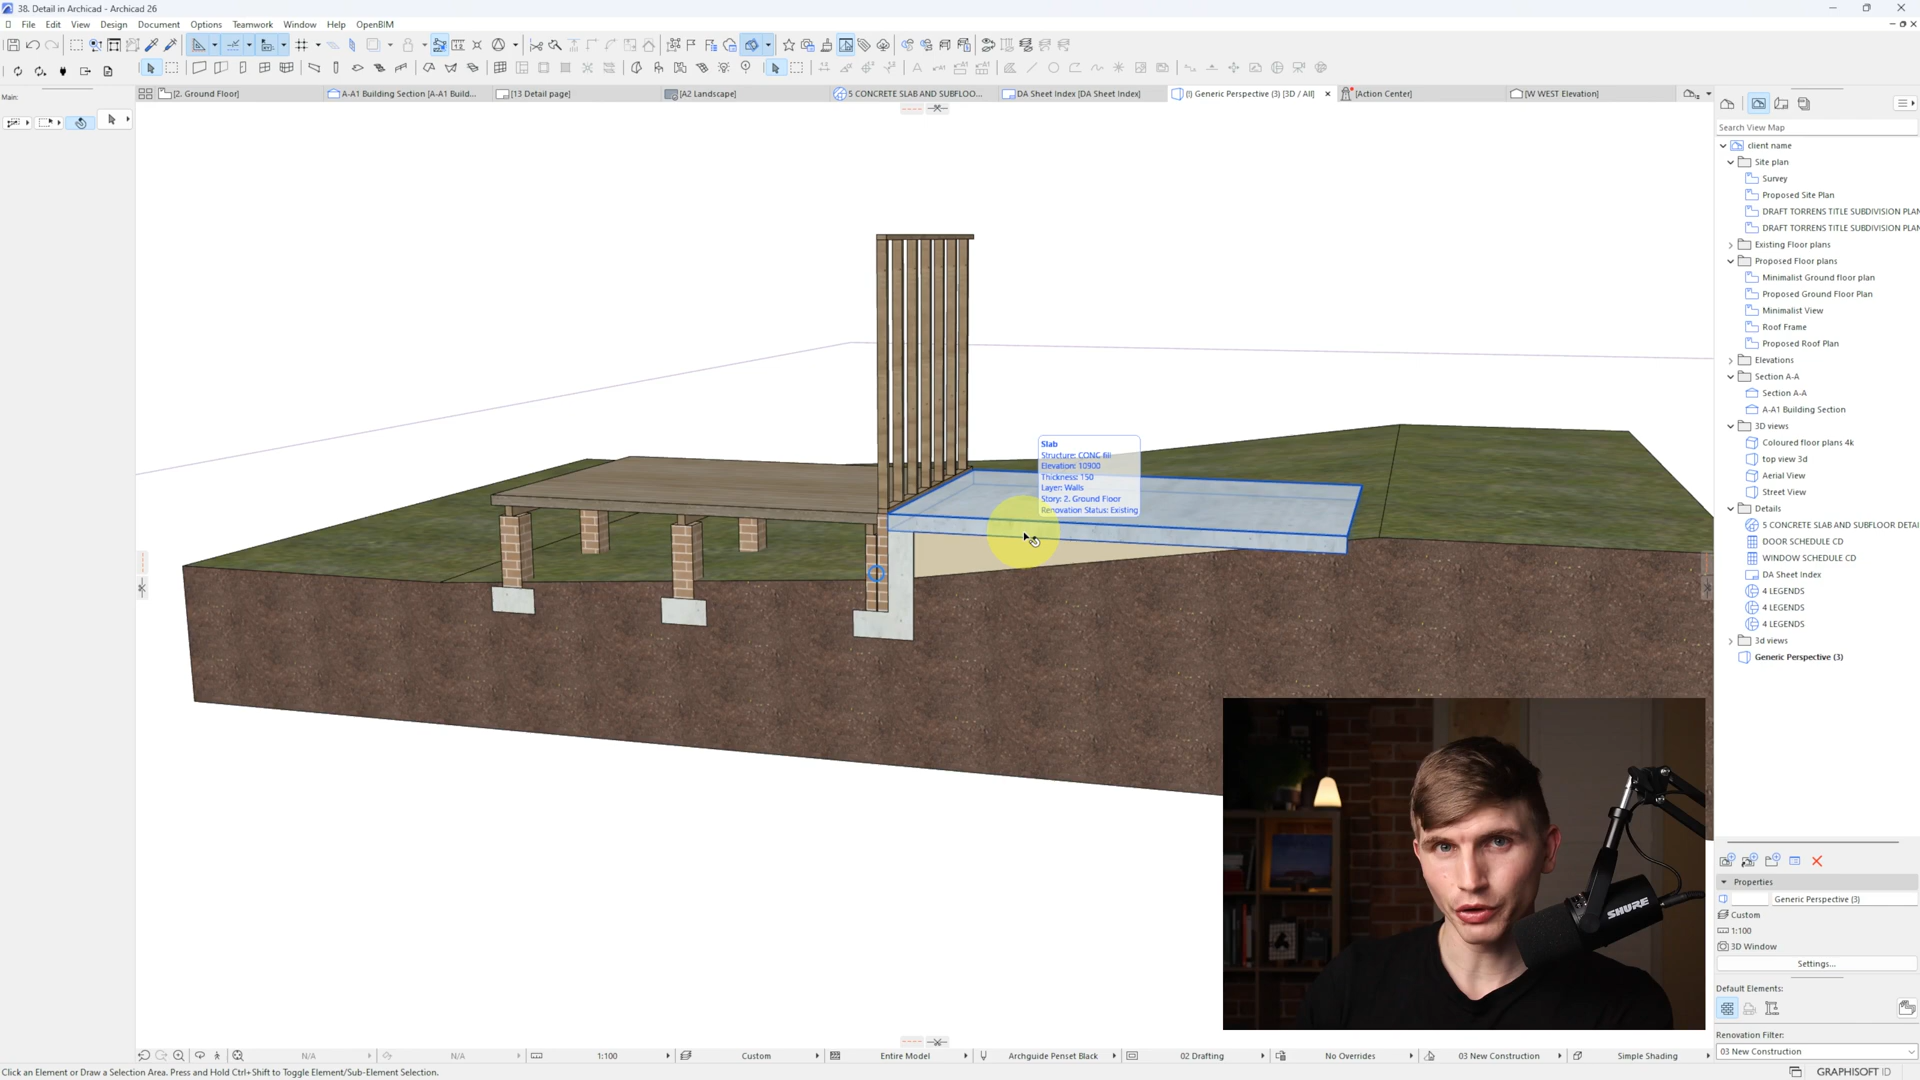 38. Detail in Archicad - Archicad 26
File Edit View Design Document Options Teamwork Window Help OpenBIM
Main:
[2. Ground Floor]
A-A1 Building Section [A-A1 Build...
[13 Detail page]
[A2 Landscape]
5 CONCRETE SLAB AND SUBFLOO...
DA Sheet Index [DA Sheet Index]
(!) Generic Perspective (3) [3D / All]
[Action Center]
[W WEST Elevation]
Search View Map
client name
Site plan
Survey
Proposed Site Plan
DRAFT TORRENS TITLE SUBDIVISION PLAN
DRAFT TORRENS TITLE SUBDIVISION PLAN
Existing Floor plans
Proposed Floor plans
Minimalist Ground floor plan
Proposed Ground Floor Plan
Minimalist View
Roof Frame
Proposed Roof Plan
Elevations
Section A-A
Section A-A
A-A1 Building Section
3D views
Coloured floor plans 4k
top view 3d
Aerial View
Street View
Details
5 CONCRETE SLAB AND SUBFLOOR DETAI
DOOR SCHEDULE CD
WINDOW SCHEDULE CD
DA Sheet Index
4 LEGENDS
4 LEGENDS
4 LEGENDS
3d views
Generic Perspective (3)
Slab
Structure: CONC fill
Elevation: 10900
Thickness: 150
Layer: Walls
Story: 2. Ground Floor
Renovation Status: Existing
SHURE
Properties
Generic Perspective (3)
Custom
1:100
3D Window
Settings...
Default Elements:
Renovation Filter:
03 New Construction
N/A
N/A
1:100
Custom
Entire Model
Archguide Penset Black
02 Drafting
No Overrides
03 New Construction
Simple Shading
Click an Element or Draw a Selection Area. Press and Hold Ctrl+Shift to Toggle Element/Sub-Element Selection.
GRAPHISOFT ID